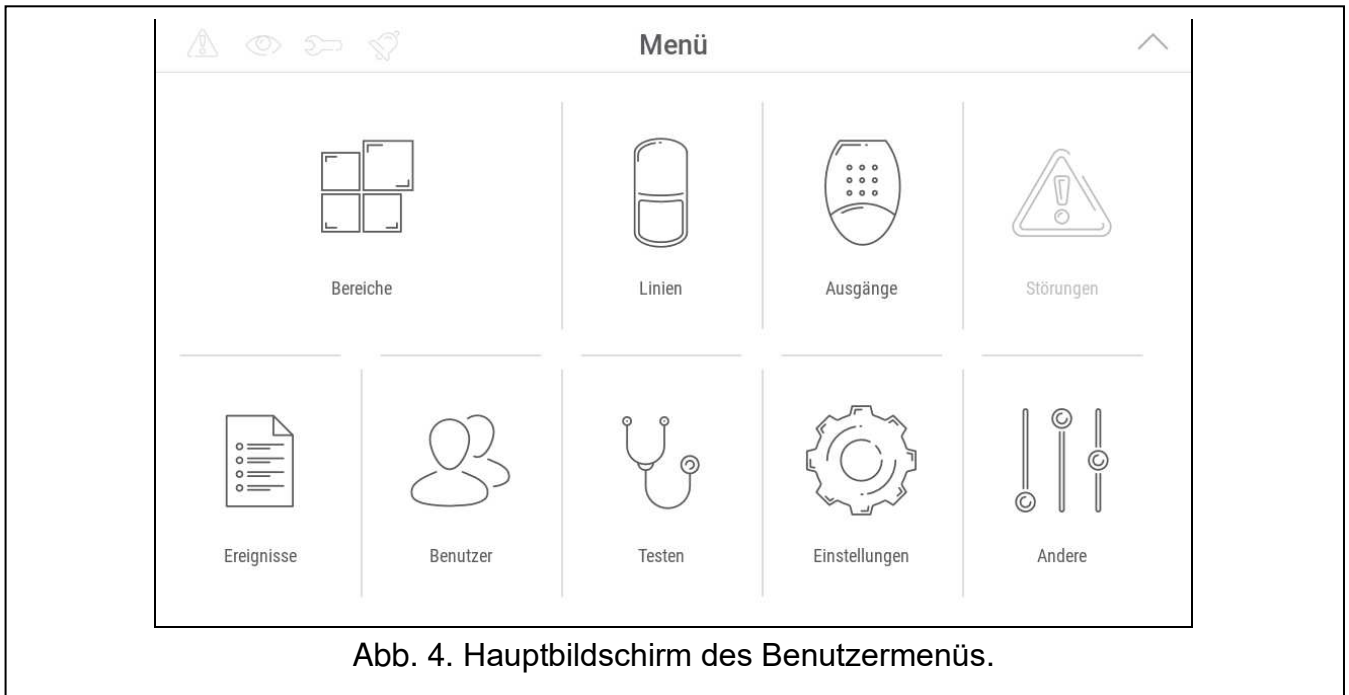 Menü
Bereiche
Linien
Ausgänge
Störungen
Ereignisse
Benutzer
Testen
Einstellungen
Andere
Abb. 4. Hauptbildschirm des Benutzermenüs.